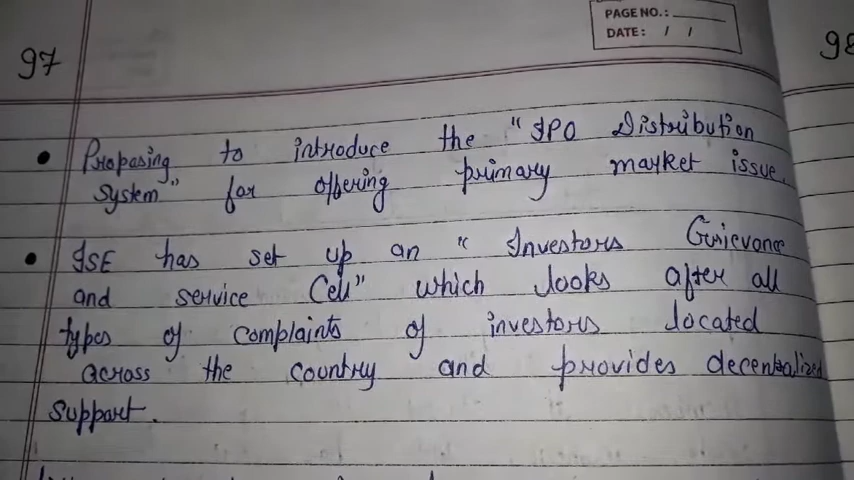 PAGE NO.:
DATE: / /
97
98
• Proposing to introduce the "IPO Distribution
System" for offering primary market issue.
• ISE has set up an "Investors Grievance
and service Cell" which looks after all
types of complaints of investors located
across the country and provides decentralized
support.